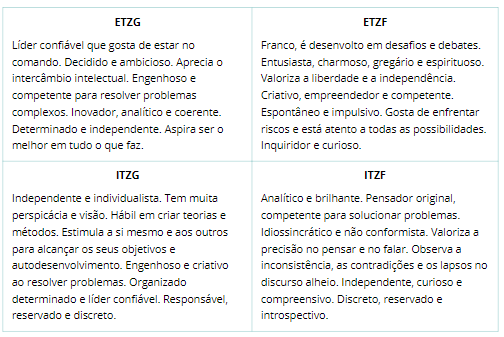 ETZG
Líder confiável que gosta de estar no
comando. Decidido e ambicioso. Aprecia o
intercâmbio intelectual. Engenhoso e
competente para resolver problemas
complexos. Inovador, analítico e coerente.
Determinado e independente. Aspira ser o
melhor em tudo o que faz.
ETZF
Franco, é desenvolto em desafios e debates.
Entusiasta, charmoso, gregário e espirituoso.
Valoriza a liberdade e a independência.
Criativo, empreendedor e competente.
Espontâneo e impulsivo. Gosta de enfrentar
riscos e está atento a todas as possibilidades.
Inquiridor e curioso.
ITZG
Independente e individualista. Tem muita
perspicácia e visão. Hábil em criar teorias e
métodos. Estimula a si mesmo e aos outros
para alcançar os seus objetivos e
autodesenvolvimento. Engenhoso e criativo
ao resolver problemas. Organizado
determinado e líder confiável. Responsável,
reservado e discreto.
ITZF
Analítico e brilhante. Pensador original,
competente para solucionar problemas.
Idiossincrático e não conformista. Valoriza a
precisão no pensar e no falar. Observa a
inconsistência, as contradições e os lapsos no
discurso alheio. Independente, curioso e
compreensivo. Discreto, reservado e
introspectivo.